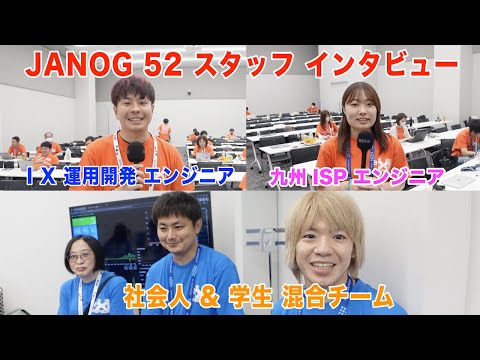 JANOG 52 スタッフ インタビュー
IX 運用開発 エンジニア
九州 ISP エンジニア
社会人 & 学生 混合チーム